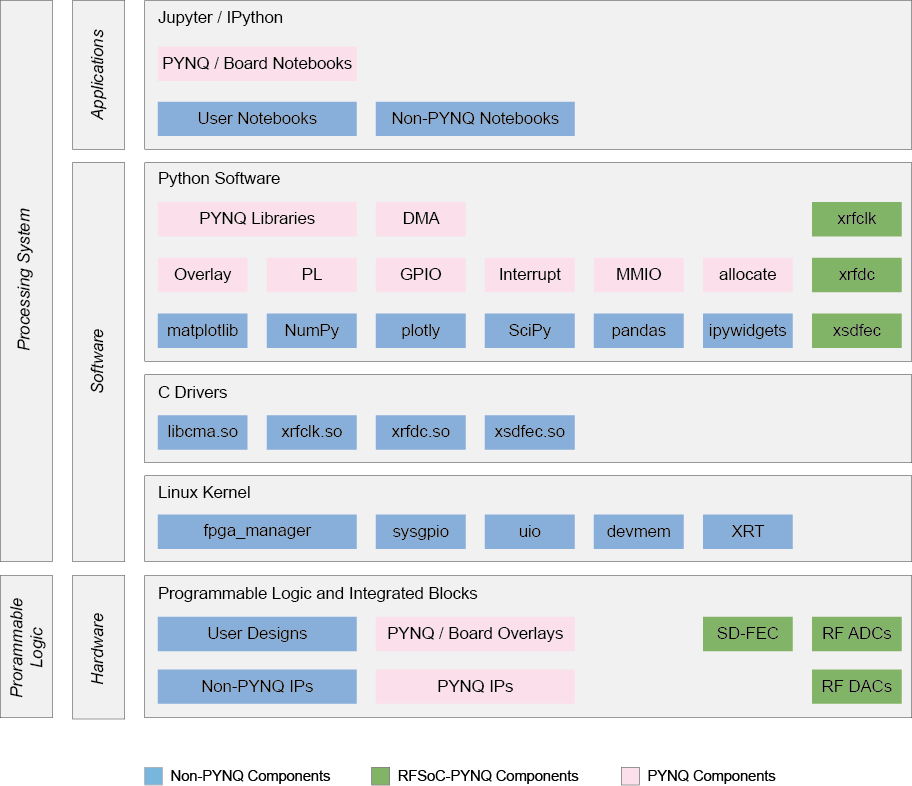 Processing System
Applications
Jupyter / IPython
PYNQ / Board Notebooks
User Notebooks
Non-PYNQ Notebooks
Software
Python Software
PYNQ Libraries
DMA
xrfclk
Overlay
PL
GPIO
Interrupt
MMIO
allocate
xrfdc
matplotlib
NumPy
plotly
SciPy
pandas
ipywidgets
xsdfec
C Drivers
libcma.so
xrfclk.so
xrfdc.so
xsdfec.so
Linux Kernel
fpga_manager
sysgpio
uio
devmem
XRT
Prorammable
Logic
Hardware
Programmable Logic and Integrated Blocks
User Designs
PYNQ / Board Overlays
SD-FEC
RF ADCs
Non-PYNQ IPs
PYNQ IPs
RF DACs
Non-PYNQ Components
RFSoC-PYNQ Components
PYNQ Components